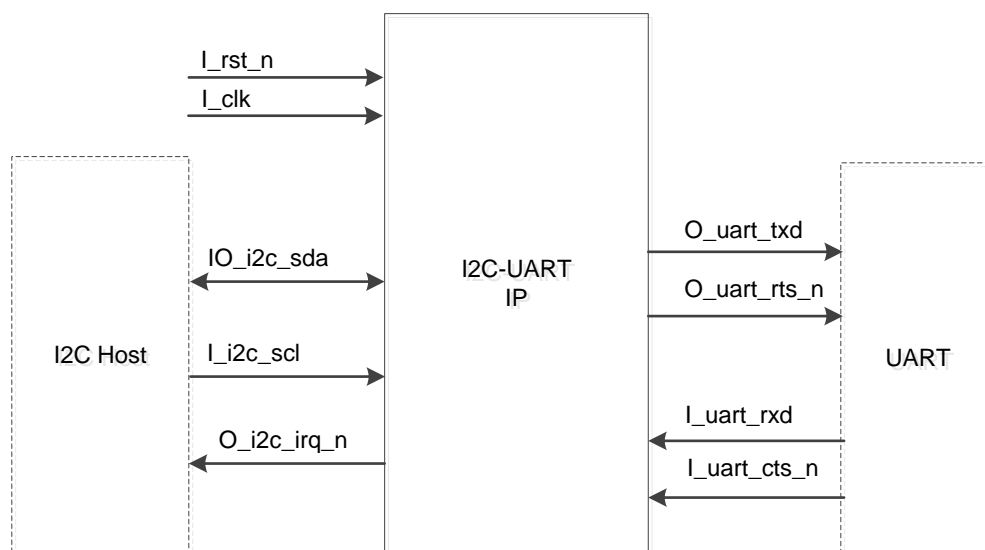 I_rst_n
I_clk
IO_i2c_sda
I2C-UART
IP
O_uart_txd
O_uart_rts_n
I2C Host
I_i2c_scl
UART
O_i2c_irq_n
I_uart_rxd
I_uart_cts_n